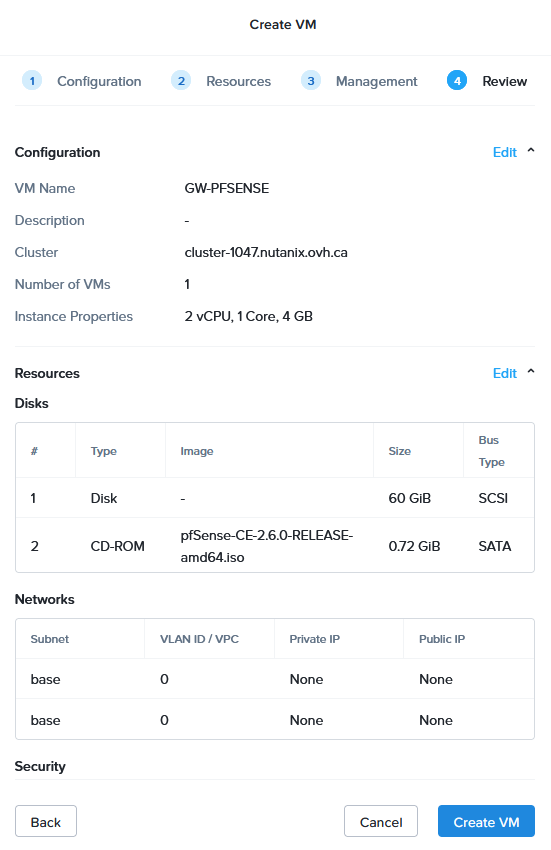 Create VM
1 Configuration 2 Resources 3 Management 4 Review
Configuration Edit
VM Name GW-PFSENSE
Description -
Cluster cluster-1047.nutanix.ovh.ca
Number of VMs 1
Instance Properties 2 vCPU, 1 Core, 4 GB
Resources Edit
Disks
# Type Image Size Bus Type
1 Disk - 60 GiB SCSI
2 CD-ROM pfSense-CE-2.6.0-RELEASE-
amd64.iso 0.72 GiB SATA
Networks
Subnet VLAN ID / VPC Private IP Public IP
base 0 None None
base 0 None None
Security
Back Cancel Create VM